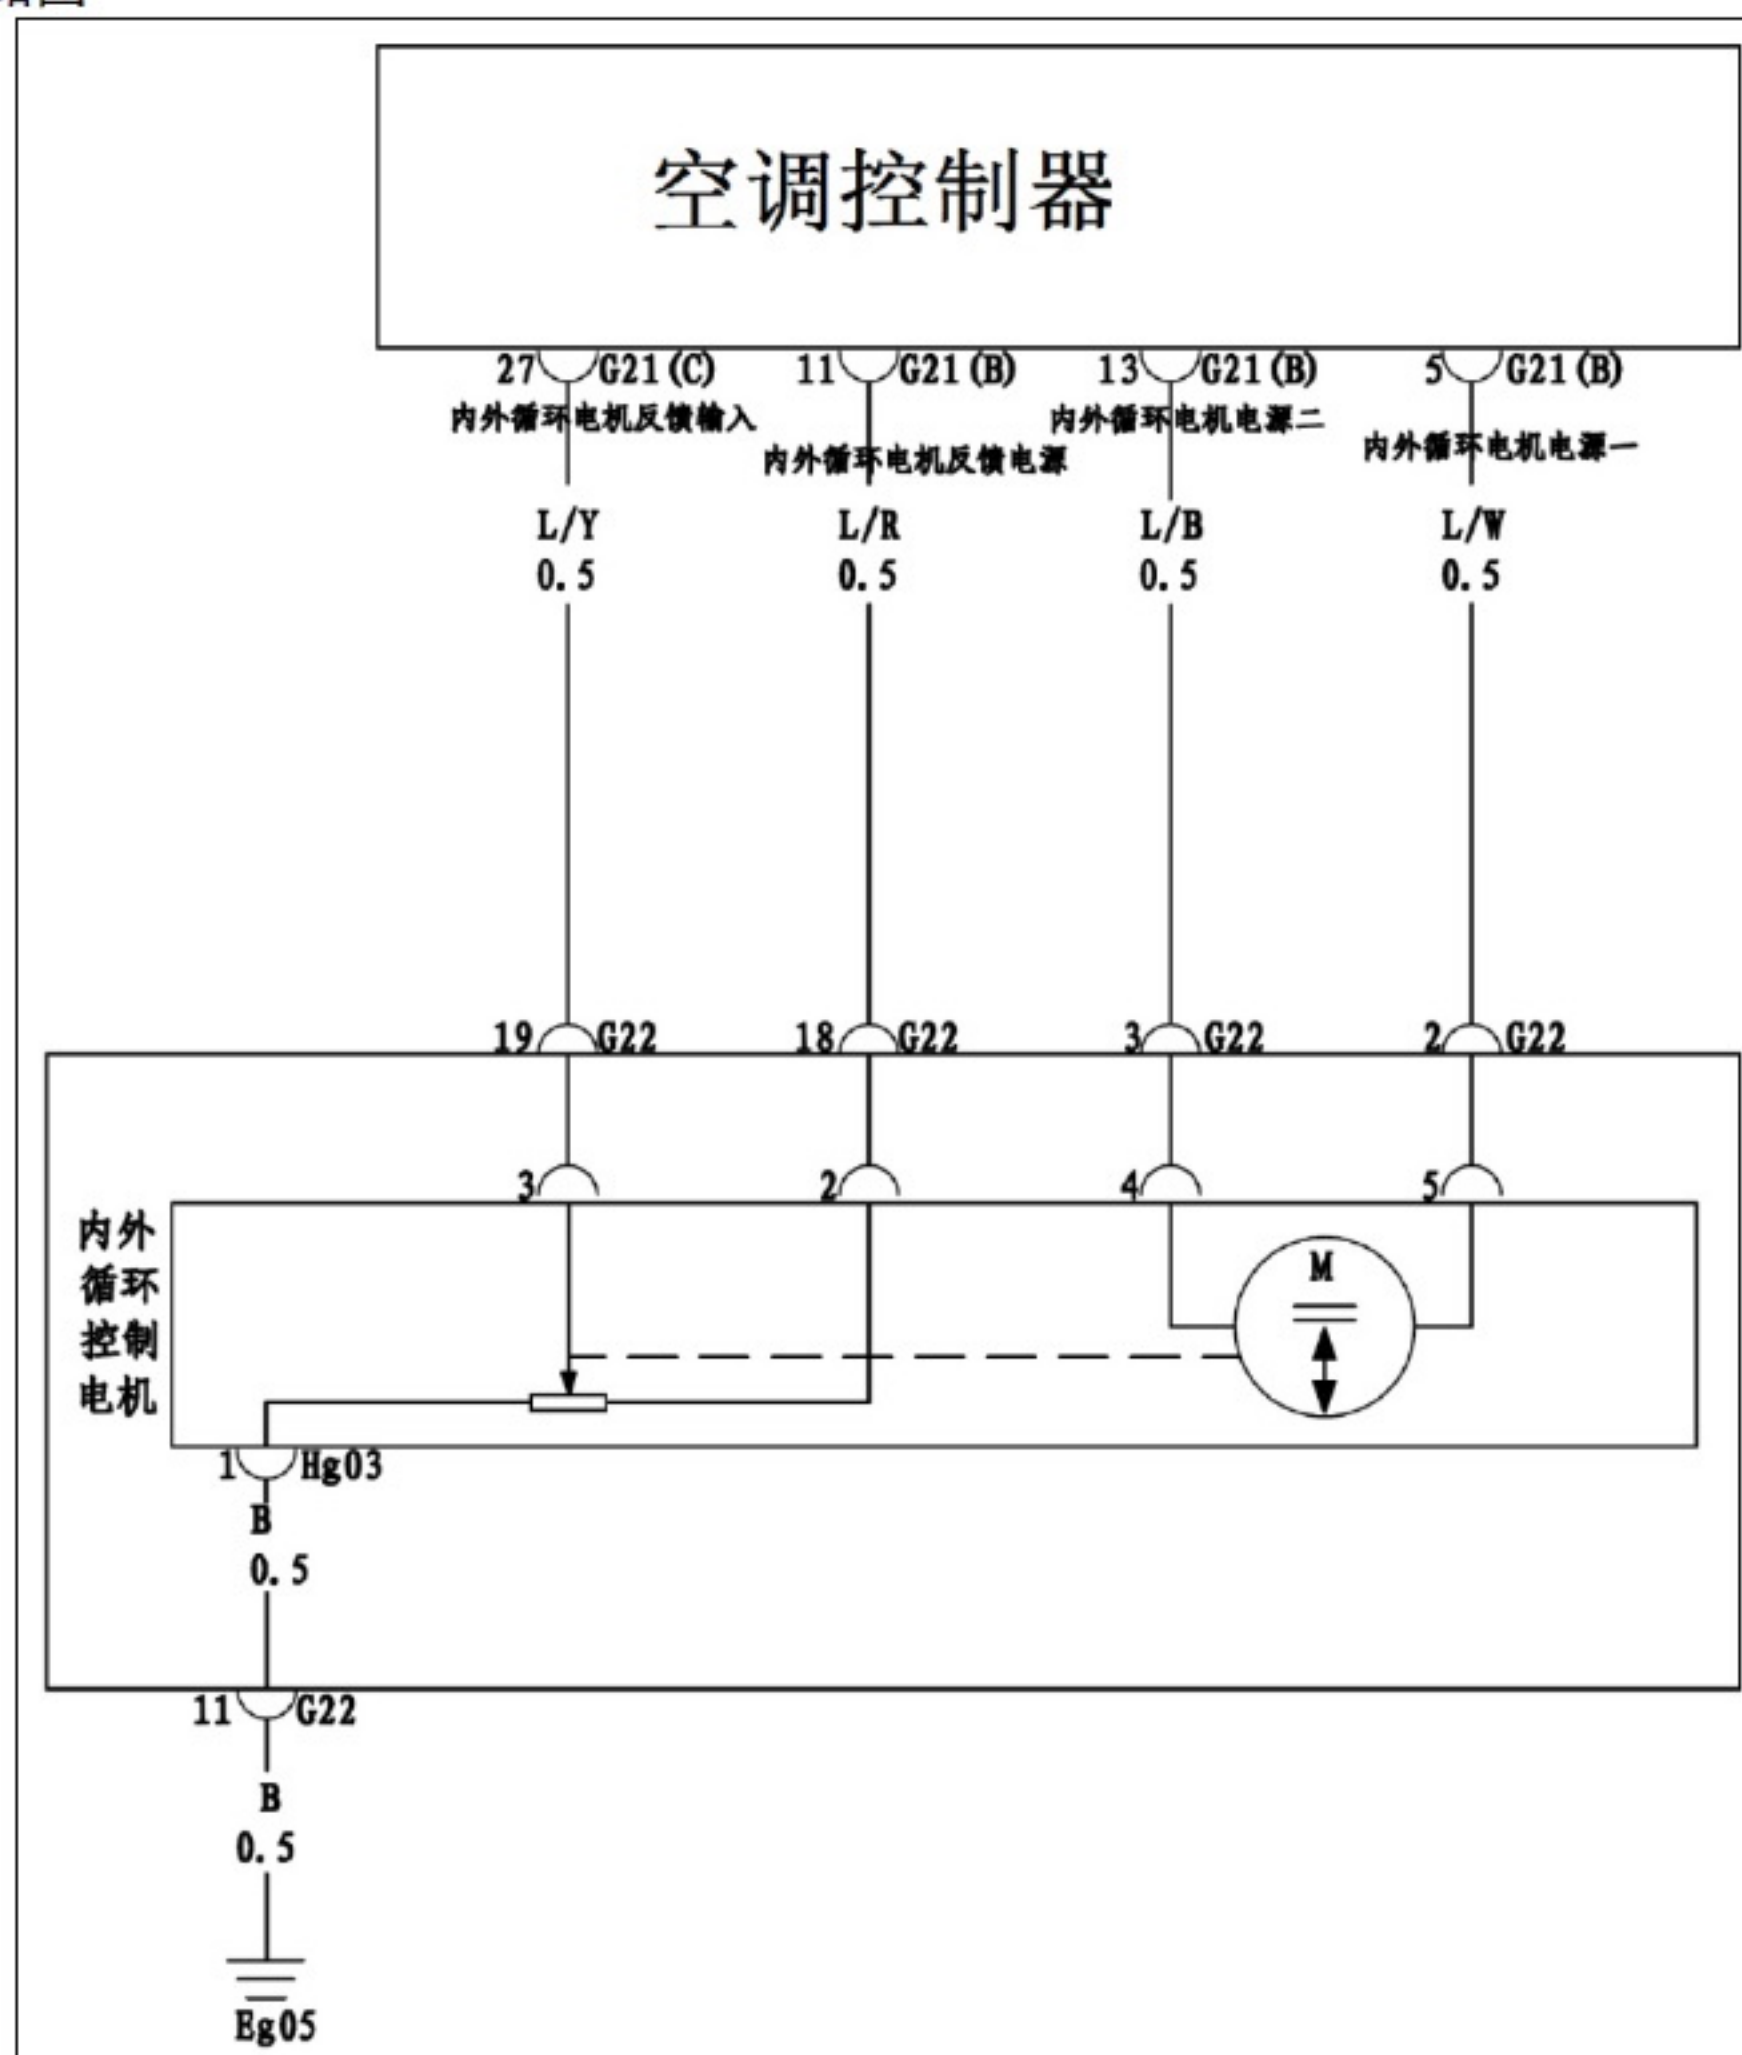 空调控制器
27 G21(C) 11 G21(B) 13 G21(B) 5 G21(B)
内外循环电机反馈输入 内外循环电机电源二
内外循环电机反馈电源 内外循环电机电源一
L/Y L/R L/B L/W
0.5 0.5 0.5 0.5
19 G22 18 G22 3 G22 2 G22
3 2 4 5
内外
循环
控制
电机
M
1 Hg03
B
0.5
11 G22
B
0.5
Eg05